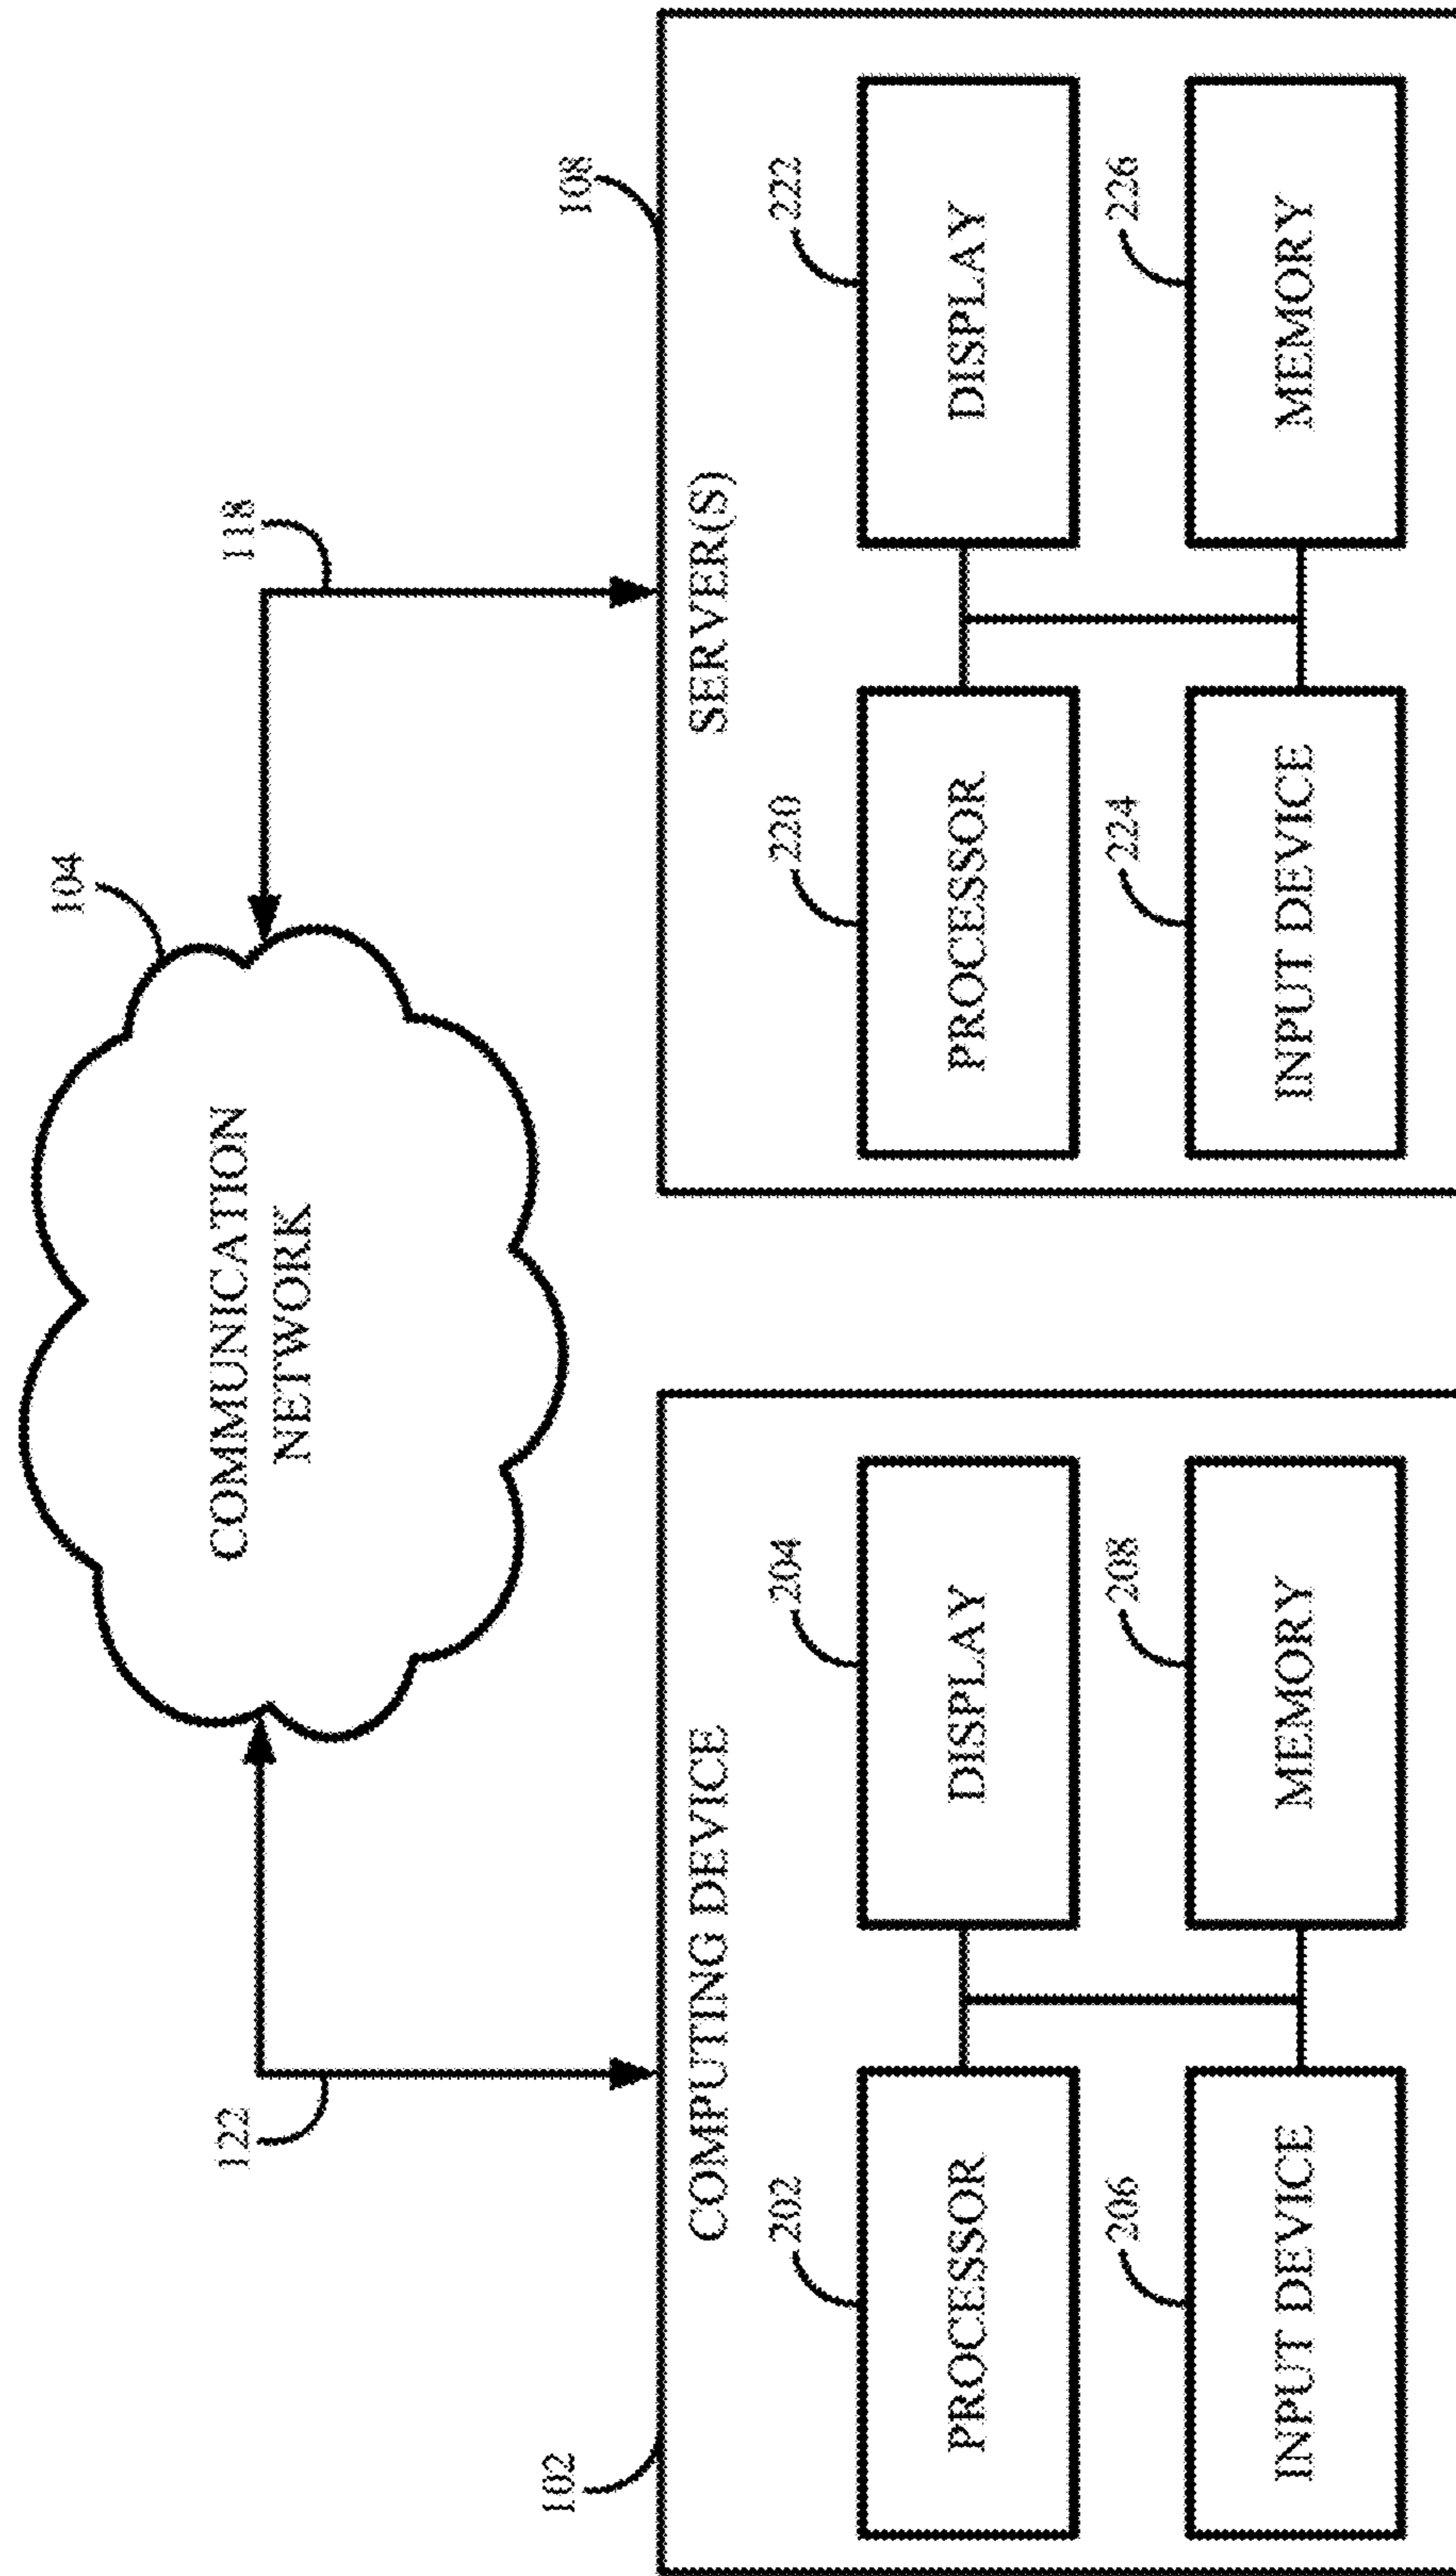 104
COMMUNICATION
NETWORK
122
118
102
108
COMPUTING DEVICE
SERVER(S)
202
204
220
222
PROCESSOR
DISPLAY
PROCESSOR
DISPLAY
206
208
224
226
INPUT DEVICE
MEMORY
INPUT DEVICE
MEMORY